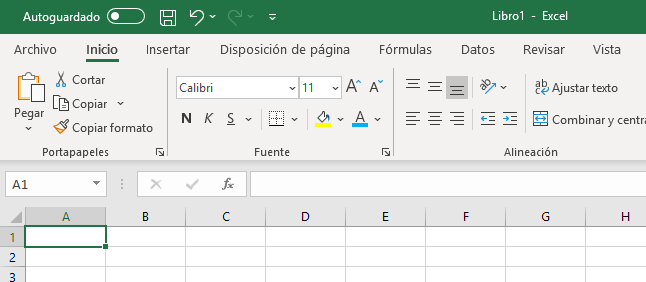 Autoguardado Libro1 - Excel
Archivo Inicio Insertar Disposición de página Fórmulas Datos Revisar Vista
Pegar
Cortar
Copiar
Copiar formato
Portapapeles
Calibri 11 A A
N K S A
Fuente
ab Ajustar texto
c
Combinar y centra
Alineación
A1 fx
A B C D E F G H
1
2
3